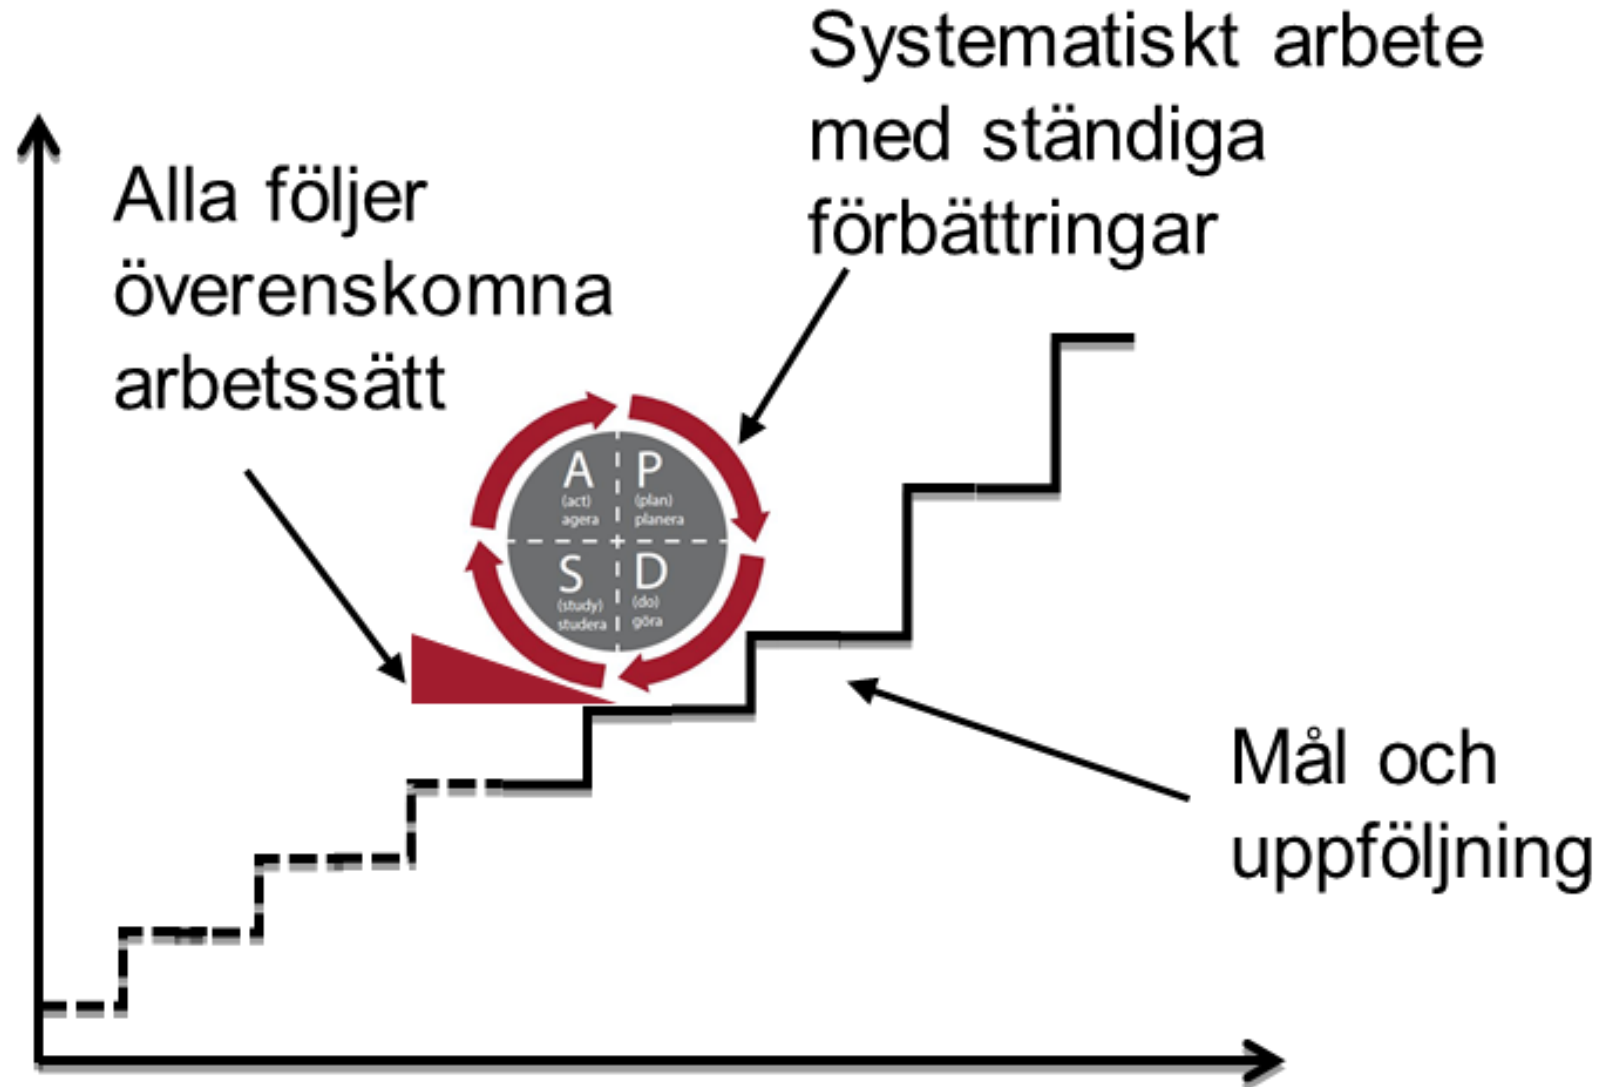 Systematiskt arbete
med ständiga
förbättringar
Alla följer
överenskomna
arbetssätt
A
(act)
agera
P
(plan)
planera
S
(study)
studera
D
(do)
göra
Mål och
uppföljning